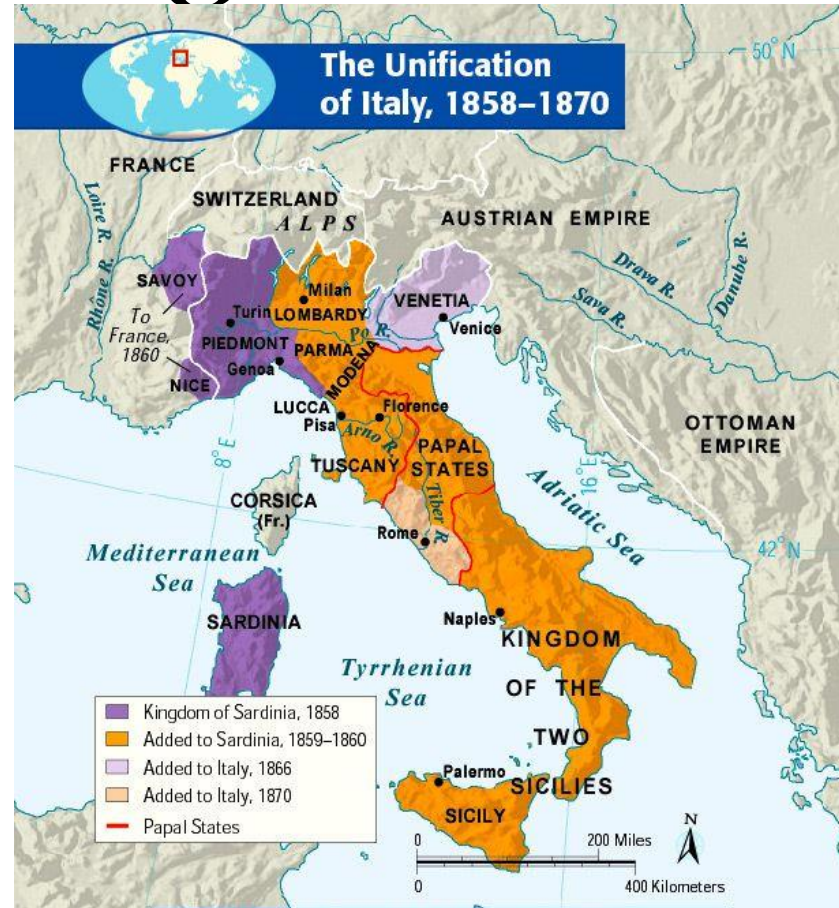 The Unification
of Italy, 1858–1870
50°N
FRANCE
SWITZERLAND
ALPS
AUSTRIAN EMPIRE
Loire R.
Rhône R.
Drava R.
Danube R.
Sava R.
SAVOY
To
France,
1860
NICE
Turin
PIEDMONT
Genoa
Milan
LOMBARDY
VENETIA
Venice
Po R.
PARMA
MODENA
LUCCA
Pisa
Florence
Arno R.
TUSCANY
PAPAL
STATES
Tiber R.
Rome
OTTOMAN
EMPIRE
8°E
16°E
42°N
CORSICA
(Fr.)
Adriatic Sea
Mediterranean
Sea
SARDINIA
Naples
KINGDOM
OF THE
TWO
SICILIES
Tyrrhenian
Sea
Palermo
SICILY
Kingdom of Sardinia, 1858
Added to Sardinia, 1859–1860
Added to Italy, 1866
Added to Italy, 1870
Papal States
N
0 200 Miles
0 400 Kilometers